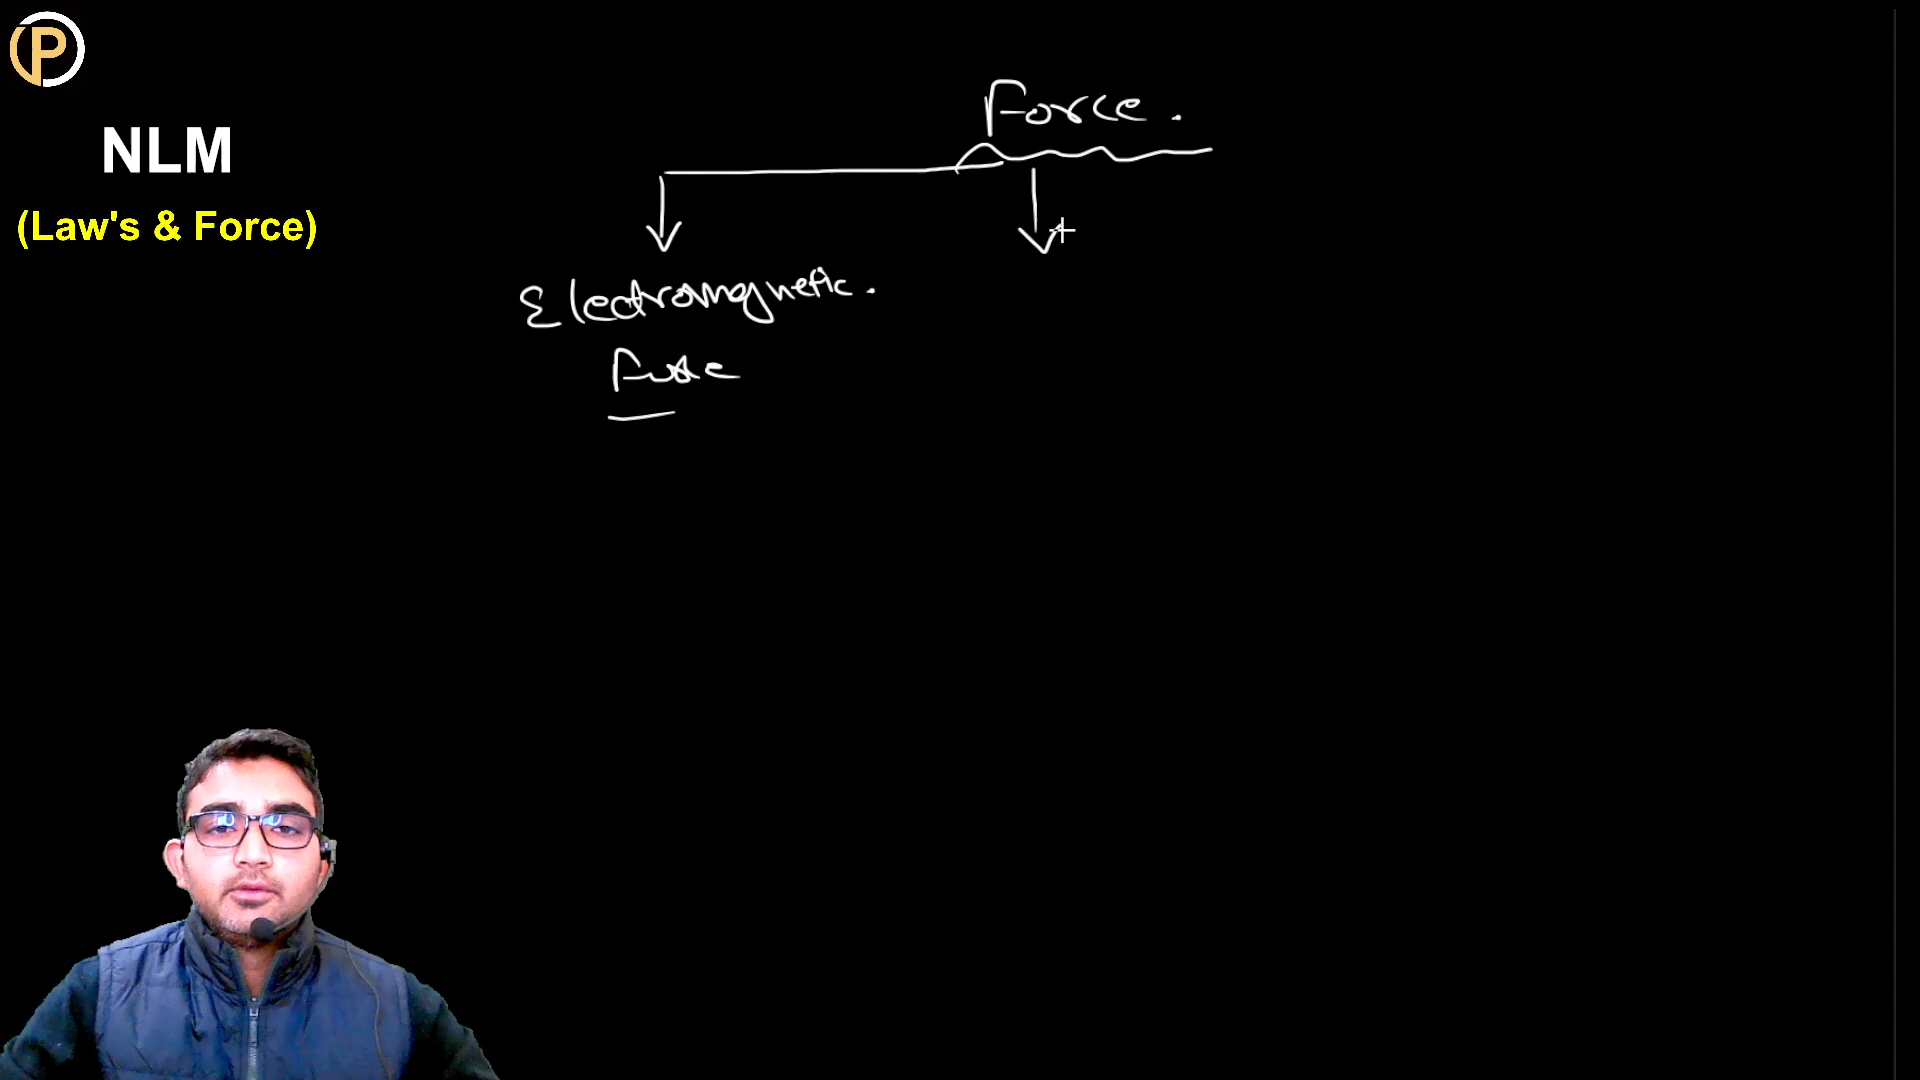 P
NLM
(Law's & Force)
Force.
Electromagnetic.
Force